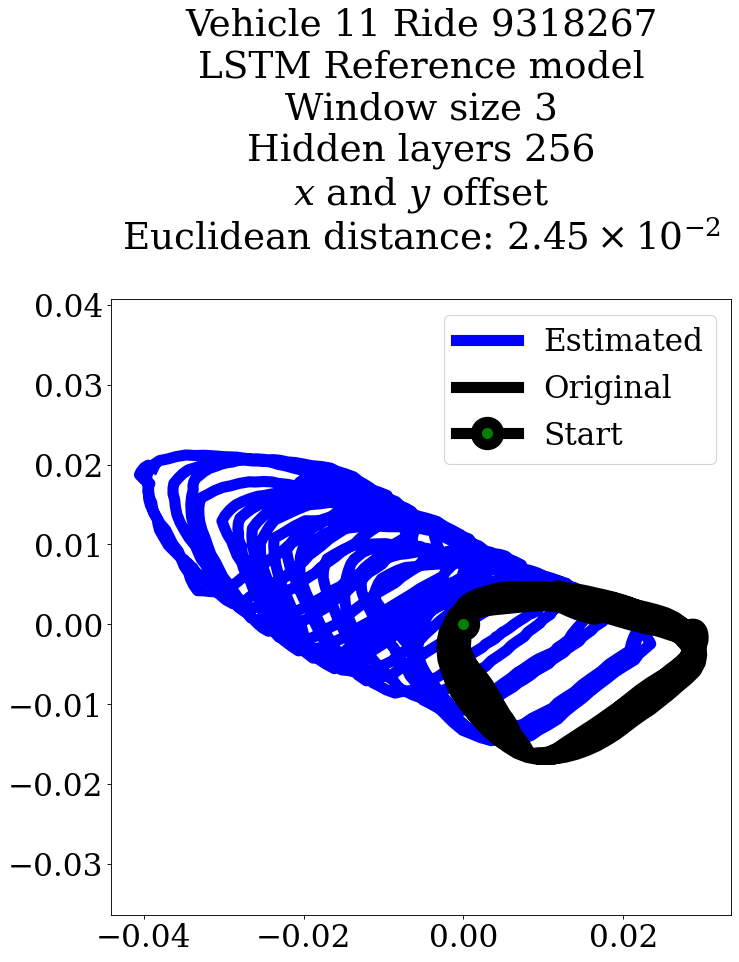 Vehicle 11 Ride 9318267
LSTM Reference model
Window size 3
Hidden layers 256
x and y offset
Euclidean distance: 2.45 × 10⁻²
0.04
0.03
0.02
0.01
0.00
−0.01
−0.02
−0.03
Estimated
Original
Start
−0.04
−0.02
0.00
0.02